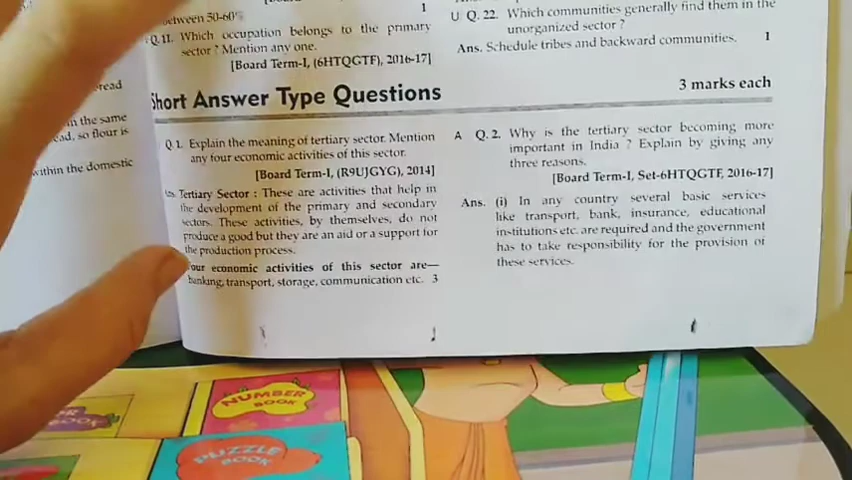 between 30-60%
1
Q. 11. Which occupation belongs to the primary
sector ? Mention any one.
[Board Term-I, (6HTQGTF), 2016-17]
U Q. 22. Which communities generally find them in the
unorganized sector ?
Ans. Schedule tribes and backward communities. 1
Short Answer Type Questions
3 marks each
Q. 1. Explain the meaning of tertiary sector. Mention
any four economic activities of this sector.
[Board Term-I, (R9UJGYG), 2014]
Ans. Tertiary Sector : These are activities that help in
the development of the primary and secondary
sectors. These activities, by themselves, do not
produce a good but they are an aid or a support for
the production process.
our economic activities of this sector are—
banking, transport, storage, communication etc. 3
A Q. 2. Why is the tertiary sector becoming more
important in India ? Explain by giving any
three reasons.
[Board Term-I, Set-6HTQGTF, 2016-17]
Ans. (i) In any country several basic services
like transport, bank, insurance, educational
institutions etc. are required and the government
has to take responsibility for the provision of
these services.
in the same
so flour is
within the domestic
NUMBER
BOOK
PUZZLE
BOOK